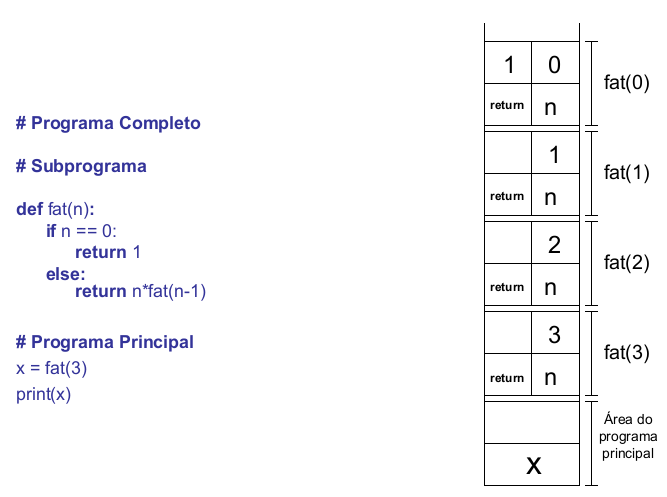 # Programa Completo
# Subprograma
def fat(n):
if n == 0:
return 1
else:
return n*fat(n-1)
# Programa Principal
x = fat(3)
print(x)
1 0
return n
fat(0)
1
return n
fat(1)
2
return n
fat(2)
3
return n
fat(3)
x
Área do
programa
principal